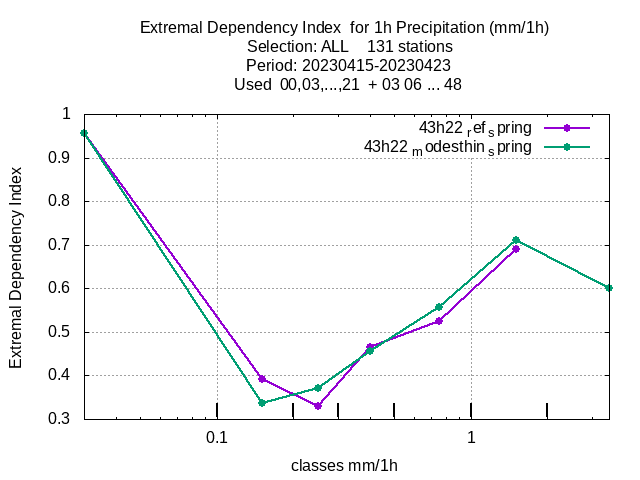 Extremal Dependency Index  for 1h Precipitation (mm/1h)
Selection: ALL    131 stations
Period: 20230415-20230423
Used  00,03,...,21  + 03 06 ... 48
43h22 ref spring
43h22 modesthin spring
Extremal Dependency Index
1
0.9
0.8
0.7
0.6
0.5
0.4
0.3
0.1
1
classes mm/1h